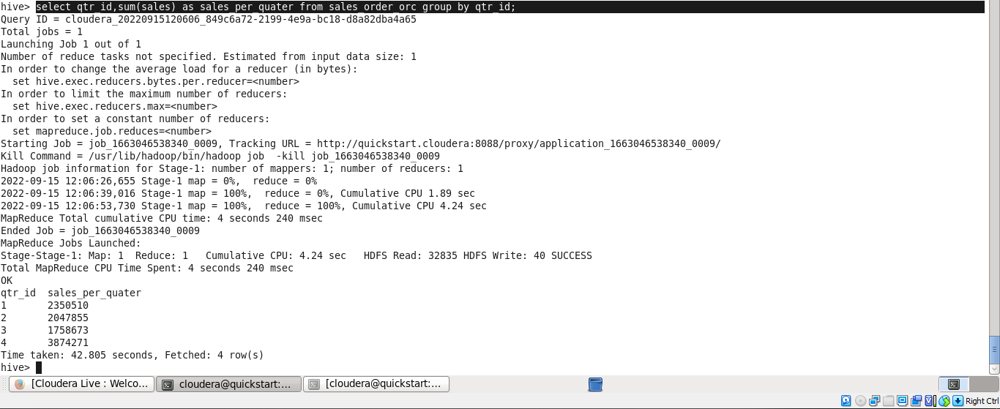 hive> select qtr_id,sum(sales) as sales_per_quater from sales_order_orc group by qtr_id;
Query ID = cloudera_20220915120606_849c6a72-2199-4e9a-bc18-d8a82dba4a65
Total jobs = 1
Launching Job 1 out of 1
Number of reduce tasks not specified. Estimated from input data size: 1
In order to change the average load for a reducer (in bytes):
  set hive.exec.reducers.bytes.per.reducer=<number>
In order to limit the maximum number of reducers:
  set hive.exec.reducers.max=<number>
In order to set a constant number of reducers:
  set mapreduce.job.reduces=<number>
Starting Job = job_1663046538340_0009, Tracking URL = http://quickstart.cloudera:8088/proxy/application_1663046538340_0009/
Kill Command = /usr/lib/hadoop/bin/hadoop job  -kill job_1663046538340_0009
Hadoop job information for Stage-1: number of mappers: 1; number of reducers: 1
2022-09-15 12:06:26,655 Stage-1 map = 0%,  reduce = 0%
2022-09-15 12:06:39,016 Stage-1 map = 100%,  reduce = 0%, Cumulative CPU 1.89 sec
2022-09-15 12:06:53,730 Stage-1 map = 100%,  reduce = 100%, Cumulative CPU 4.24 sec
MapReduce Total cumulative CPU time: 4 seconds 240 msec
Ended Job = job_1663046538340_0009
MapReduce Jobs Launched:
Stage-Stage-1: Map: 1  Reduce: 1   Cumulative CPU: 4.24 sec   HDFS Read: 32835 HDFS Write: 40 SUCCESS
Total MapReduce CPU Time Spent: 4 seconds 240 msec
OK
qtr_id  sales_per_quater
1       2350510
2       2047855
3       1758673
4       3874271
Time taken: 42.805 seconds, Fetched: 4 row(s)
hive>
[Cloudera Live : Welco... cloudera@quickstart:... [cloudera@quickstart:...
Right Ctrl